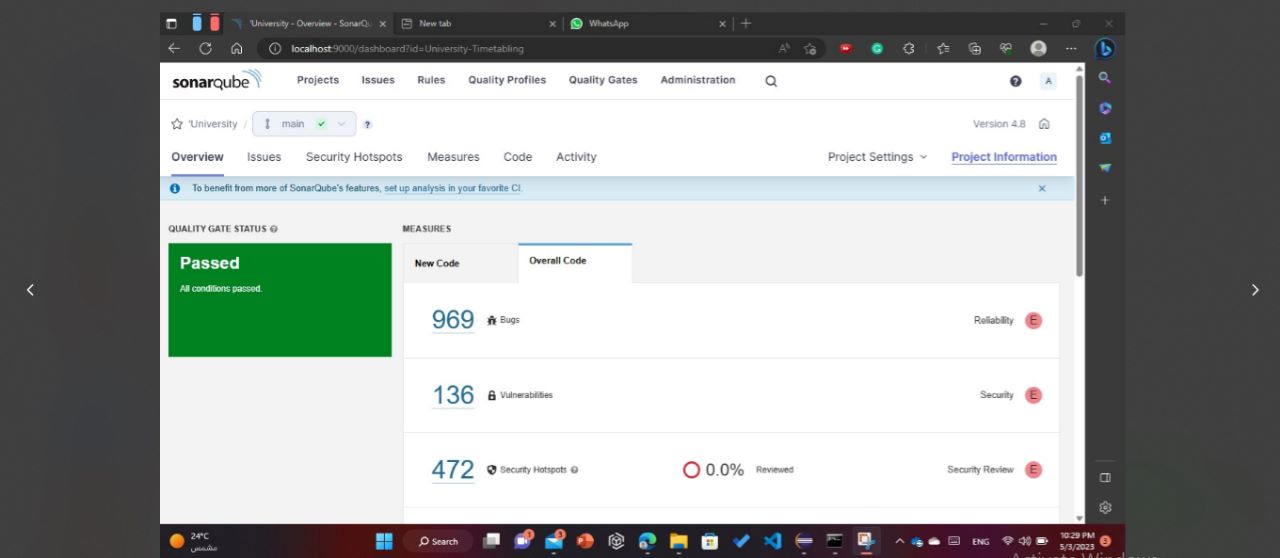 'University - Overview - SonarQu
New tab
WhatsApp
localhost:9000/dashboard?id=University-Timetabling
sonarqube
Projects Issues Rules Quality Profiles Quality Gates Administration
A
'University / main
Version 4.8
Overview Issues Security Hotspots Measures Code Activity
Project Settings Project Information
To benefit from more of SonarQube's features, set up analysis in your favorite CI.
QUALITY GATE STATUS
MEASURES
Passed
All conditions passed.
New Code
Overall Code
969 Bugs Reliability E
136 Vulnerabilities Security E
472 Security Hotspots 0.0% Reviewed Security Review E
24°C
مشمس
Search
ENG
10:29 PM
5/3/2023